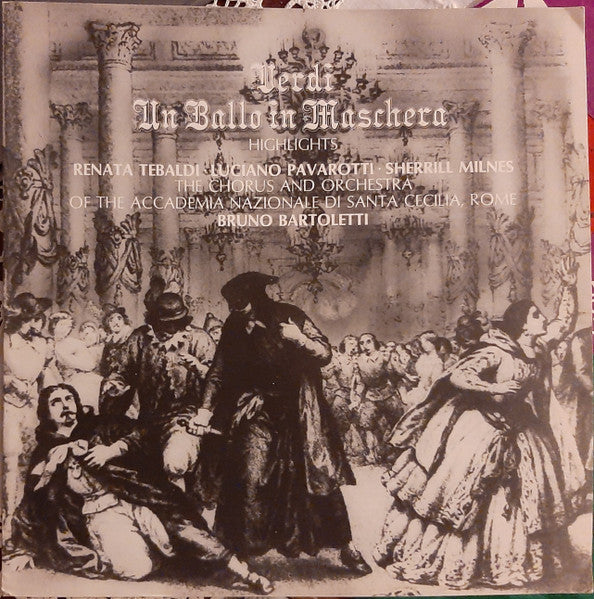 Verdi
Un Ballo in Maschera
HIGHLIGHTS
RENATA TEBALDI · LUCIANO PAVAROTTI · SHERRILL MILNES
THE CHORUS AND ORCHESTRA
OF THE ACCADEMIA NAZIONALE DI SANTA CECILIA, ROME
BRUNO BARTOLETTI